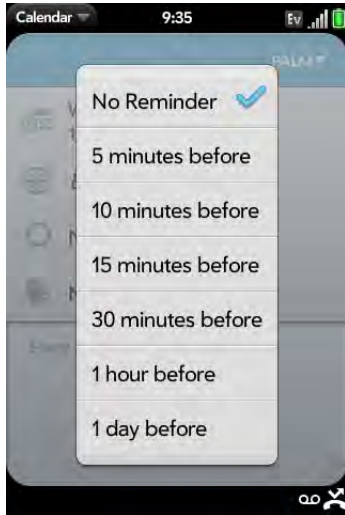 Calendar 9:35 Ev
PALM
No Reminder
5 minutes before
10 minutes before
15 minutes before
30 minutes before
1 hour before
1 day before